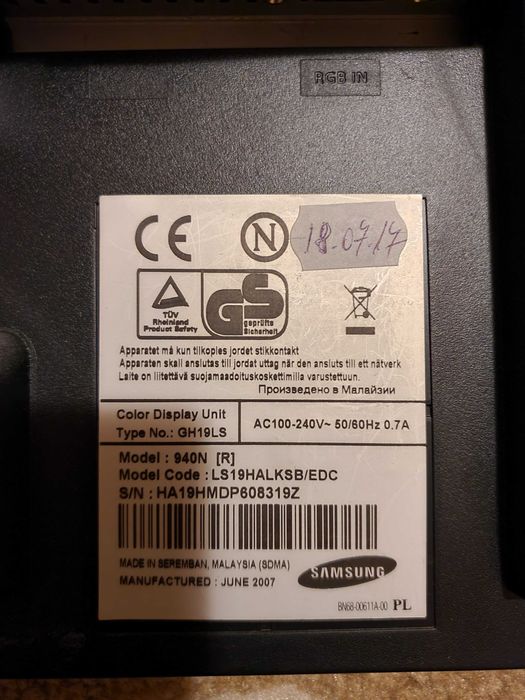 RGB IN
CE
N
18.07.17
TÜV
Rheinland
Product Safety
GS
geprüfte
Sicherheit
Apparatet må kun tilkoples jordet stikkontakt
Apparaten skall anslutas till jordat uttag när den ansluts till ett nätverk
Laite on liitettävä suojamaadoituskoskettimilla varustettuun.
Произведено в Малайзии
Color Display Unit
Type No.: GH19LS
AC100-240V~ 50/60Hz 0.7A
Model : 940N [R]
Model Code : LS19HALKSB/EDC
S/N : HA19HMDP608319Z
MADE IN SEREMBAN, MALAYSIA (SDMA)
MANUFACTURED : JUNE 2007
SAMSUNG
BN68-00611A-00 PL